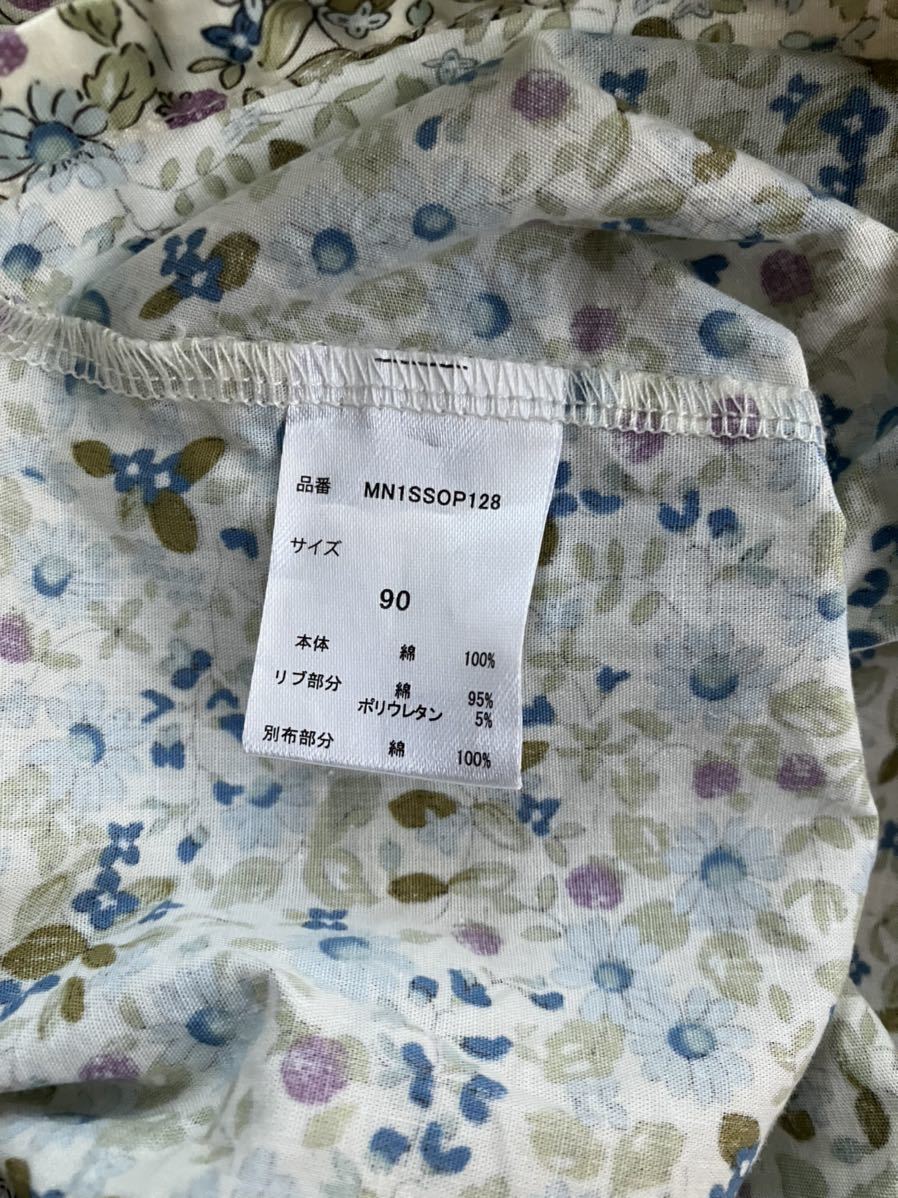 品番 MN1SSOP128
サイズ
90
本体 綿 100%
リブ部分 綿 95%
ポリウレタン 5%
別布部分 綿 100%